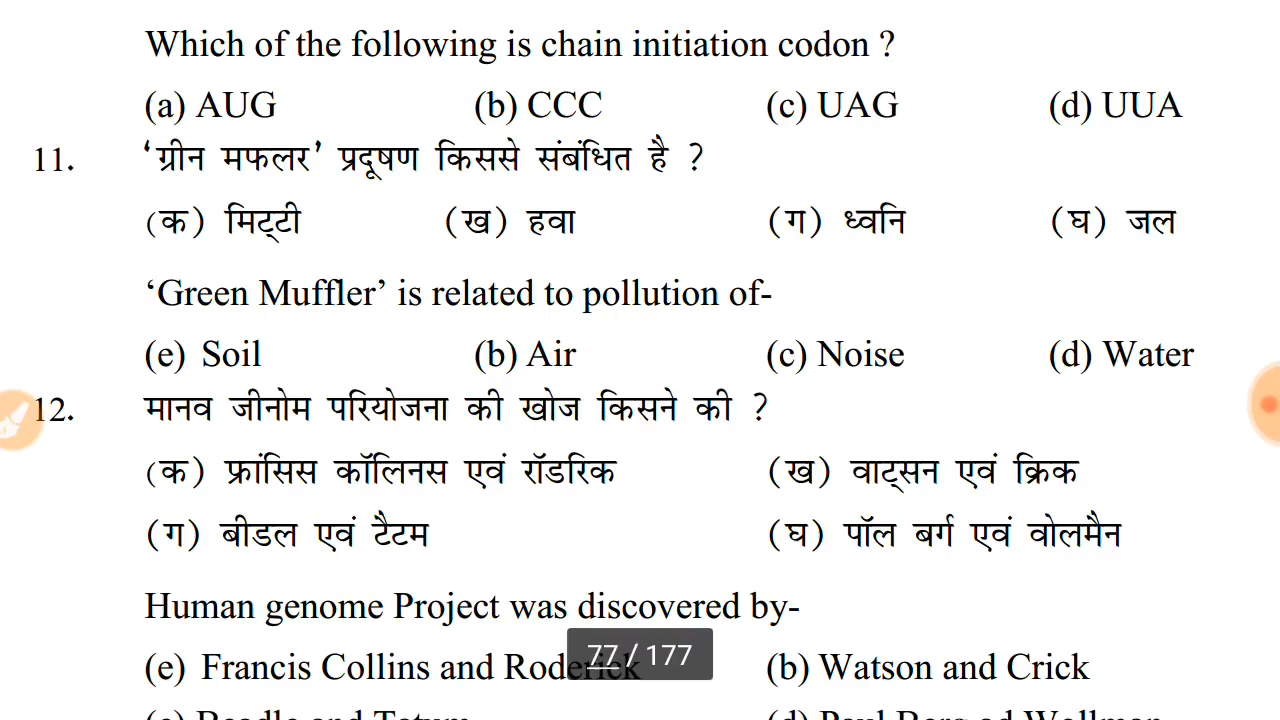 Which of the following is chain initiation codon ?
(a) AUG (b) CCC (c) UAG (d) UUA
11. ‘ग्रीन मफलर’ प्रदूषण किससे संबंधित है ?
(क) मिट्टी (ख) हवा (ग) ध्वनि (घ) जल
‘Green Muffler’ is related to pollution of-
(e) Soil (b) Air (c) Noise (d) Water
12. मानव जीनोम परियोजना की खोज किसने की ?
(क) फ्रांसिस कॉलिनस एवं रॉडरिक (ख) वाट्सन एवं क्रिक
(ग) बीडल एवं टैटम (घ) पॉल बर्ग एवं वोलमैन
Human genome Project was discovered by-
77 / 177
(e) Francis Collins and Roderick (b) Watson and Crick